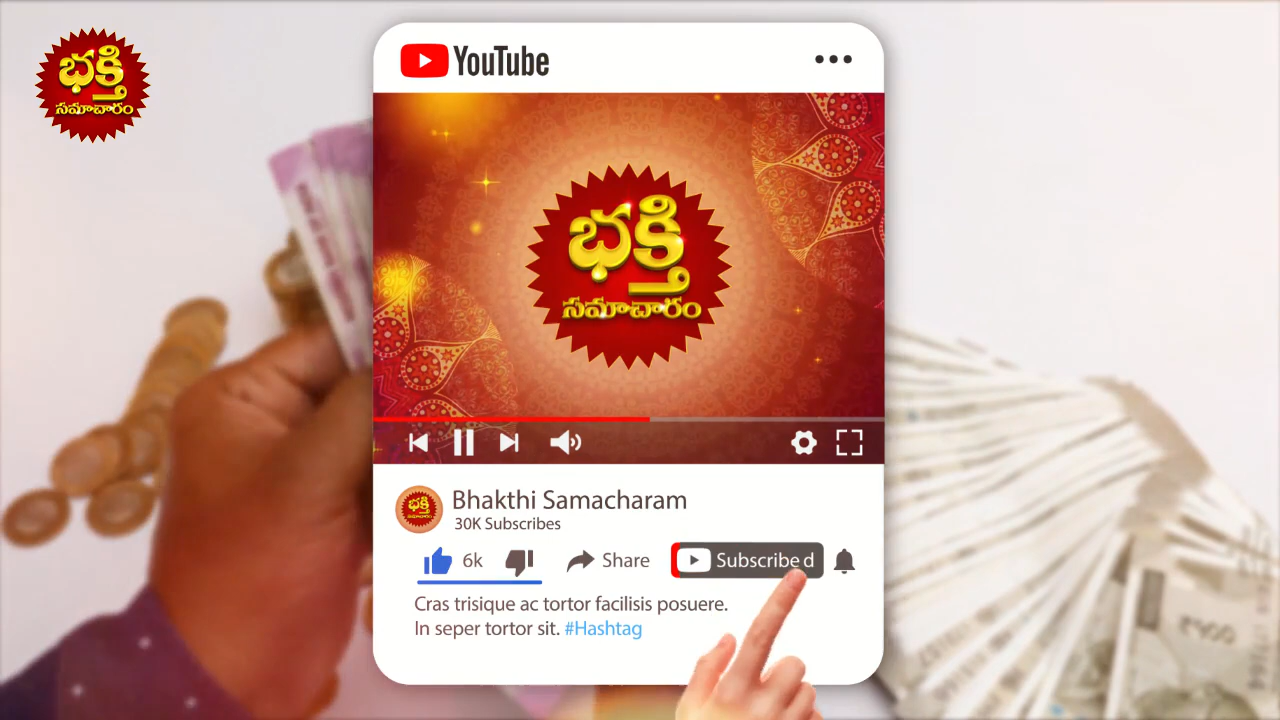 భక్తి
సమాచారం
YouTube
భక్తి
సమాచారం
భక్తి
Bhakthi Samacharam
30K Subscribes
6k Share Subscribe d
Cras trisique ac tortor facilisis posuere.
In seper tortor sit. #Hashtag